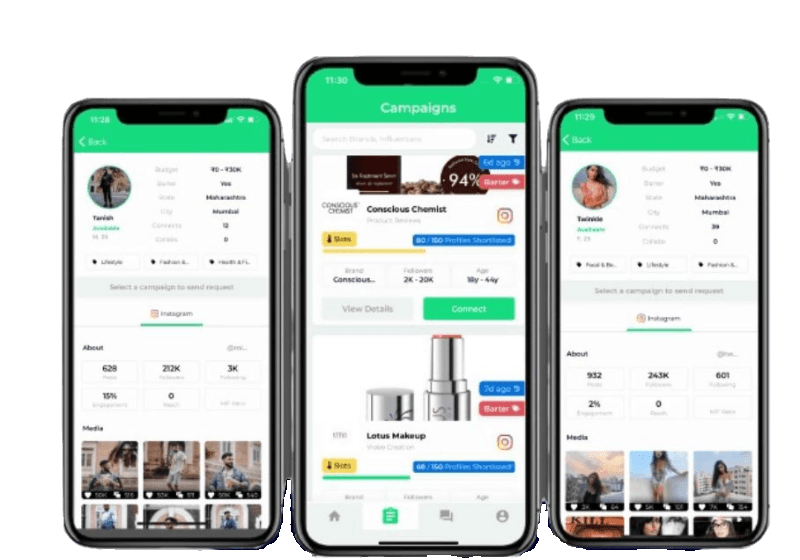 11:28
Back
Budget ₹0 - ₹30K
Barter Yes
State Maharashtra
City Mumbai
Connects 12
Collabs 0
Tanish
Available
M, 25
Lifestyle
Fashion &...
Health & Fi...
Select a campaign to send request
Instagram
About
628
Posts
212K
Followers
3K
Following
15%
Engagement
0
Reach
Media
11:30
Campaigns
Search Brands, Influencers
6d ago
94%
Barter
CONSCIOUS
CHEMIST
Conscious Chemist
Product Reviews
Slots
80 / 150 Profiles Shortlisted
Brand
Conscious...
Followers
2K - 20K
Age
18y - 44y
View Details
Connect
7d ago
Barter
Lotus Makeup
Video Creation
Slots
68 / 150 Profiles Shortlisted
Brand
Followers
Age
11:29
Back
Budget ₹0 - ₹30K
Barter Yes
State Maharashtra
City Mumbai
Connects 39
Collabs 0
Twinkle
Available
F, 25
Food & Be...
Lifestyle
Fashion &...
Select a campaign to send request
Instagram
About
932
Posts
243K
Followers
601
Following
2%
Engagement
0
Reach
Media